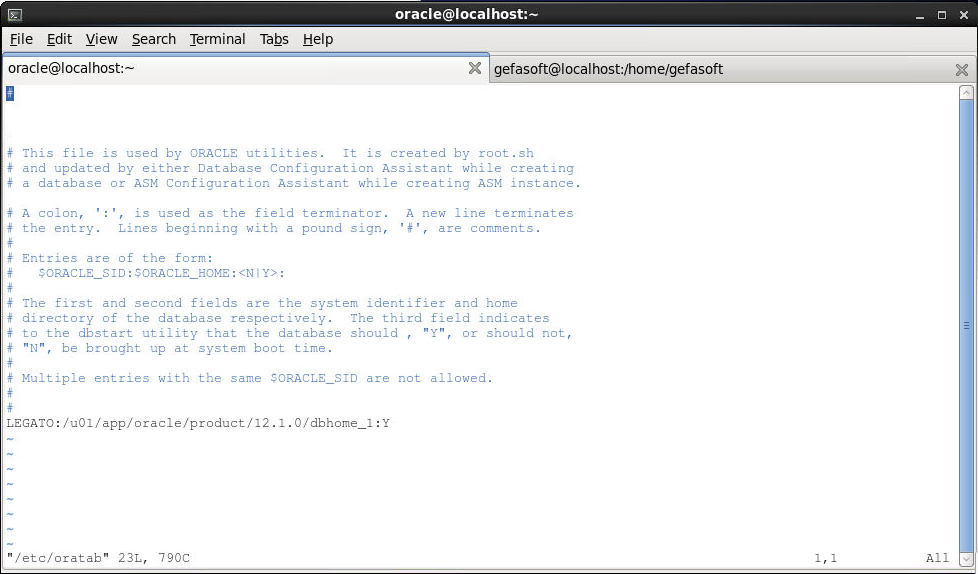 oracle@localhost:~
File Edit View Search Terminal Tabs Help
oracle@localhost:~ gefasoft@localhost:/home/gefasoft
#
# This file is used by ORACLE utilities.  It is created by root.sh
# and updated by either Database Configuration Assistant while creating
# a database or ASM Configuration Assistant while creating ASM instance.
# A colon, ':', is used as the field terminator.  A new line terminates
# the entry.  Lines beginning with a pound sign, '#', are comments.
#
# Entries are of the form:
#   $ORACLE_SID:$ORACLE_HOME:<N|Y>:
#
# The first and second fields are the system identifier and home
# directory of the database respectively.  The third field indicates
# to the dbstart utility that the database should , "Y", or should not,
# "N", be brought up at system boot time.
#
# Multiple entries with the same $ORACLE_SID are not allowed.
#
#
LEGATO:/u01/app/oracle/product/12.1.0/dbhome_1:Y
~
~
~
~
~
~
~
~
"/etc/oratab" 23L, 790C 1,1 All